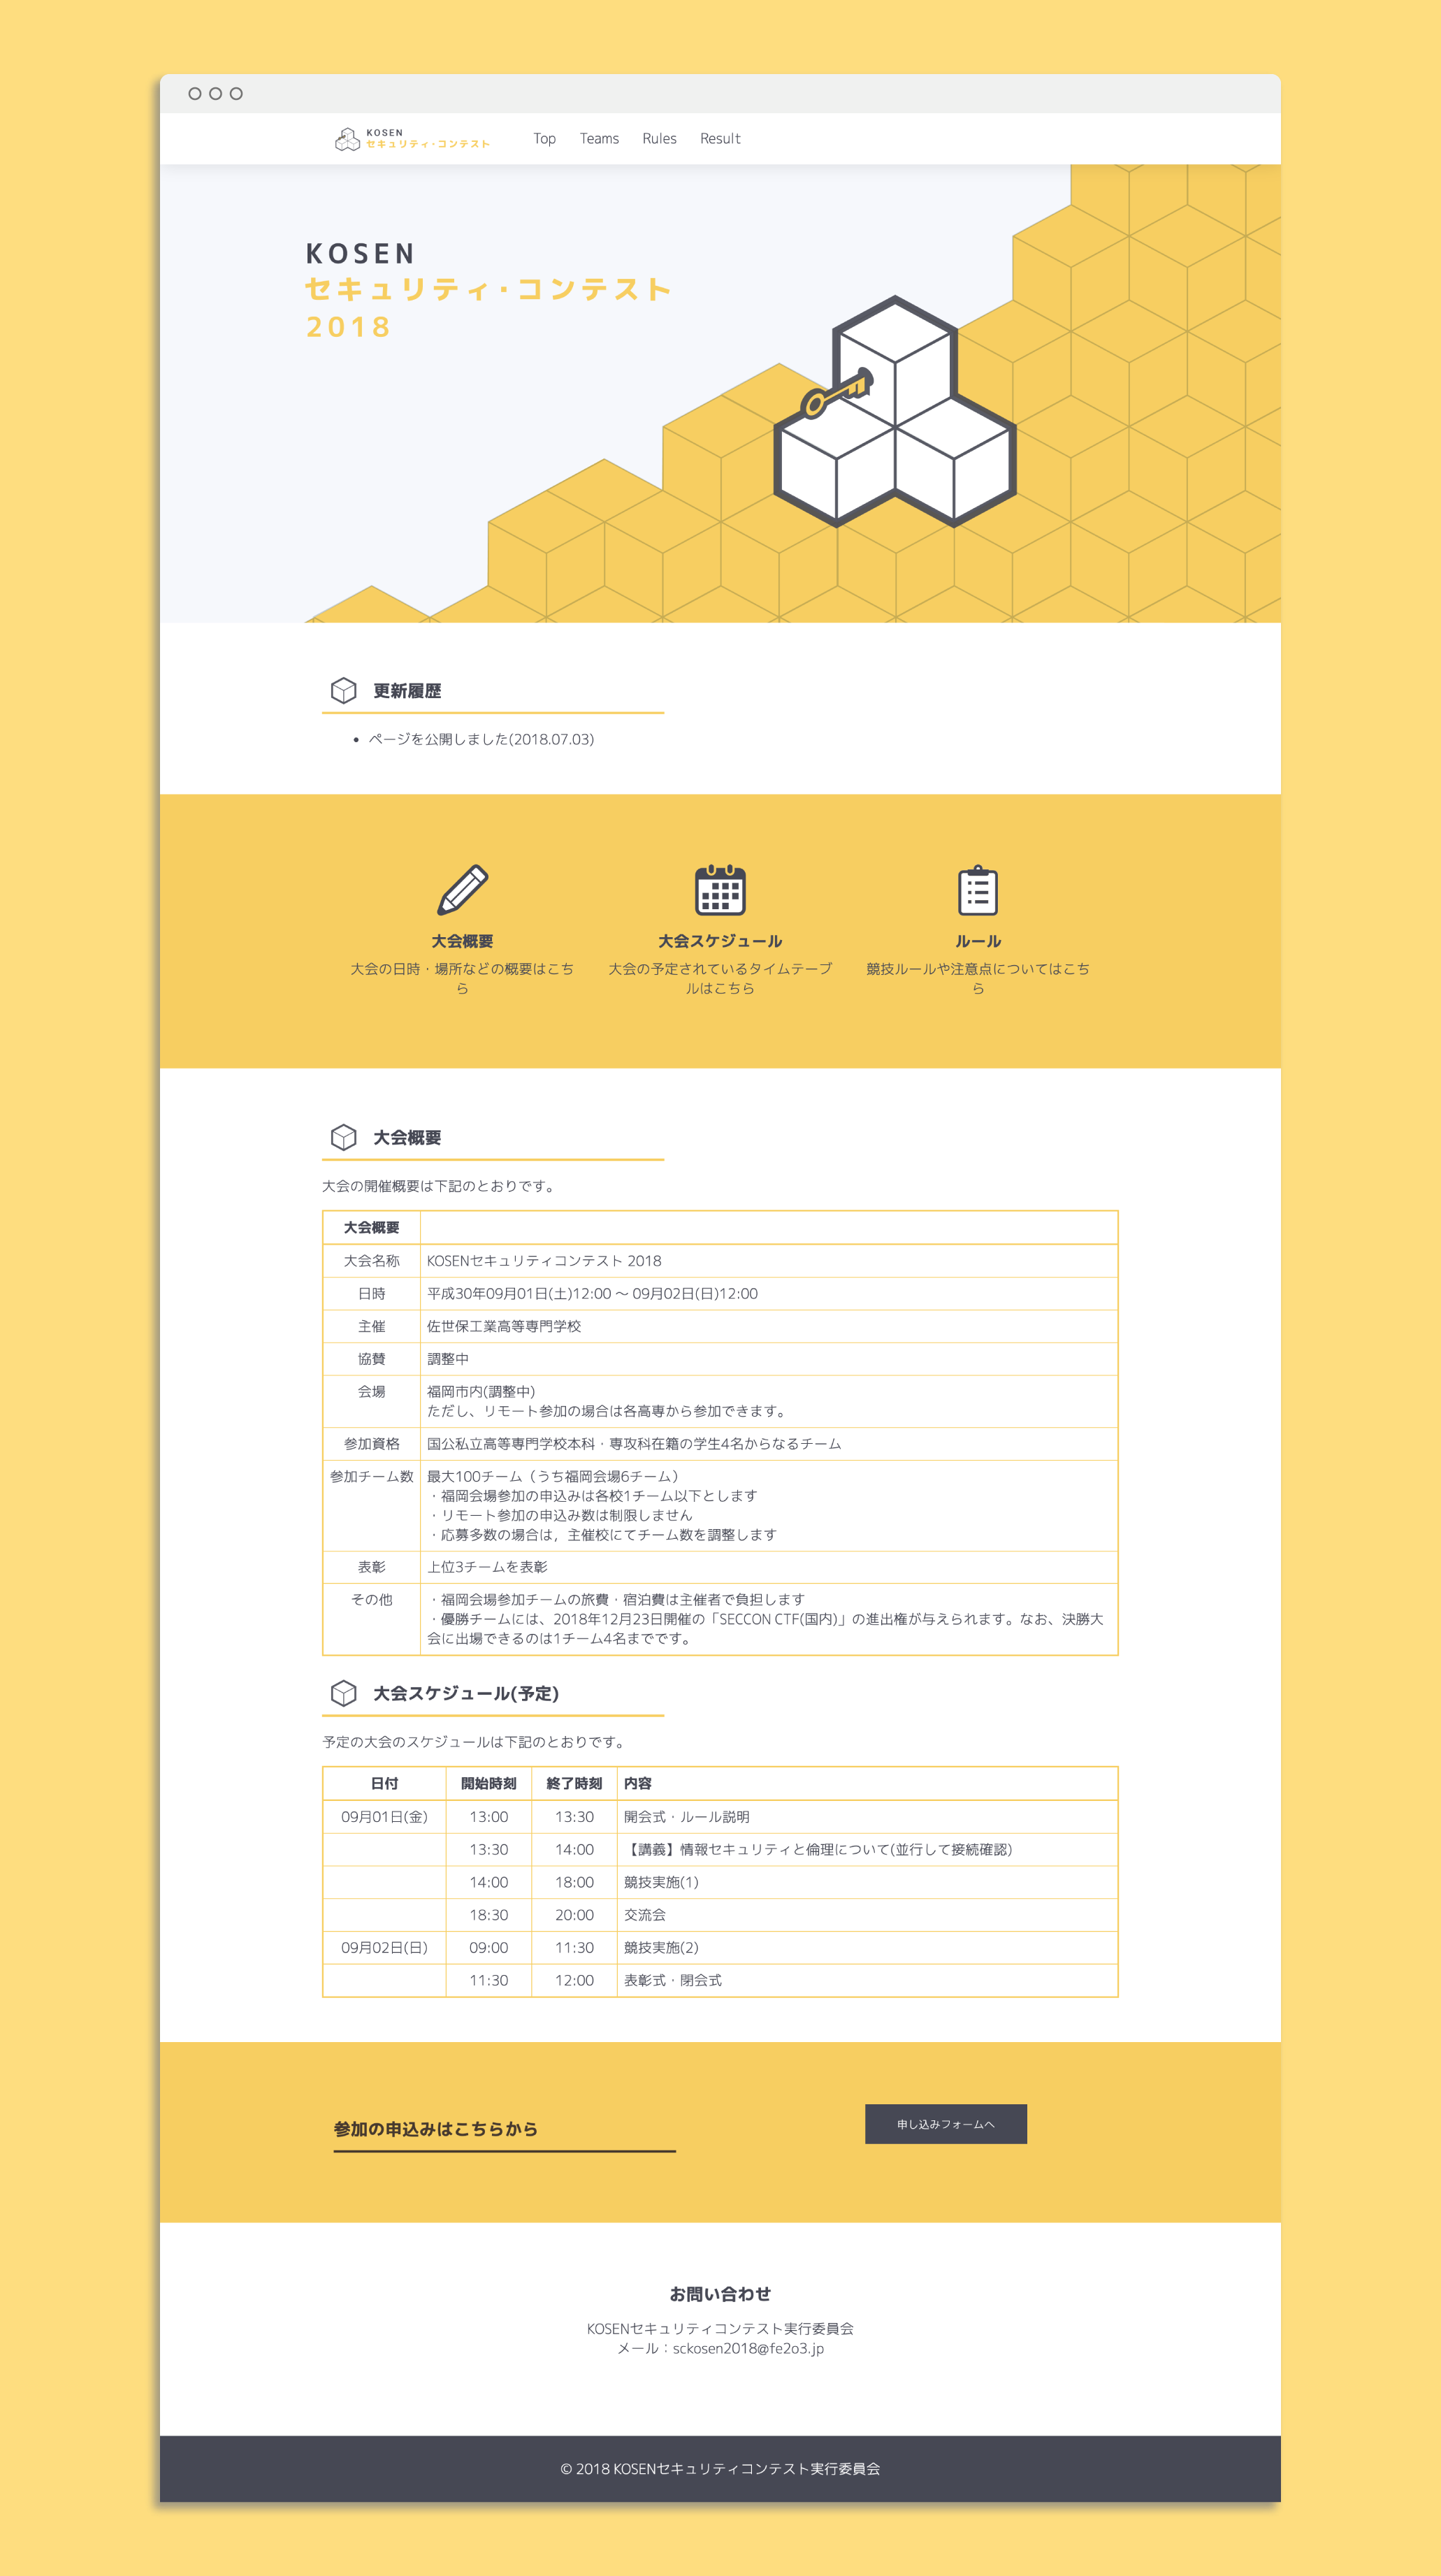 KOSEN
セキュリティ・コンテスト
Top Teams Rules Result
KOSEN
セキュリティ・コンテスト
2018
更新履歴
• ページを公開しました(2018.07.03)
大会概要
大会の日時・場所などの概要はこち
ら
大会スケジュール
大会の予定されているタイムテーブ
ルはこちら
ルール
競技ルールや注意点についてはこち
ら
大会概要
大会の開催概要は下記のとおりです。
大会概要
大会名称 KOSENセキュリティコンテスト 2018
日時 平成30年09月01日(土)12:00 〜 09月02日(日)12:00
主催 佐世保工業高等専門学校
協賛 調整中
会場 福岡市内(調整中)
ただし、リモート参加の場合は各高専から参加できます。
参加資格 国公私立高等専門学校本科・専攻科在籍の学生4名からなるチーム
参加チーム数 最大100チーム（うち福岡会場6チーム）
・福岡会場参加の申込みは各校1チーム以下とします
・リモート参加の申込み数は制限しません
・応募多数の場合は，主催校にてチーム数を調整します
表彰 上位3チームを表彰
その他 ・福岡会場参加チームの旅費・宿泊費は主催者で負担します
・優勝チームには、2018年12月23日開催の「SECCON CTF(国内)」の進出権が与えられます。なお、決勝大
会に出場できるのは1チーム4名までです。
大会スケジュール(予定)
予定の大会のスケジュールは下記のとおりです。
日付 開始時刻 終了時刻 内容
09月01日(金) 13:00 13:30 開会式・ルール説明
13:30 14:00 【講義】情報セキュリティと倫理について(並行して接続確認)
14:00 18:00 競技実施(1)
18:30 20:00 交流会
09月02日(日) 09:00 11:30 競技実施(2)
11:30 12:00 表彰式・閉会式
参加の申込みはこちらから
申し込みフォームへ
お問い合わせ
KOSENセキュリティコンテスト実行委員会
メール：sckosen2018@fe2o3.jp
© 2018 KOSENセキュリティコンテスト実行委員会